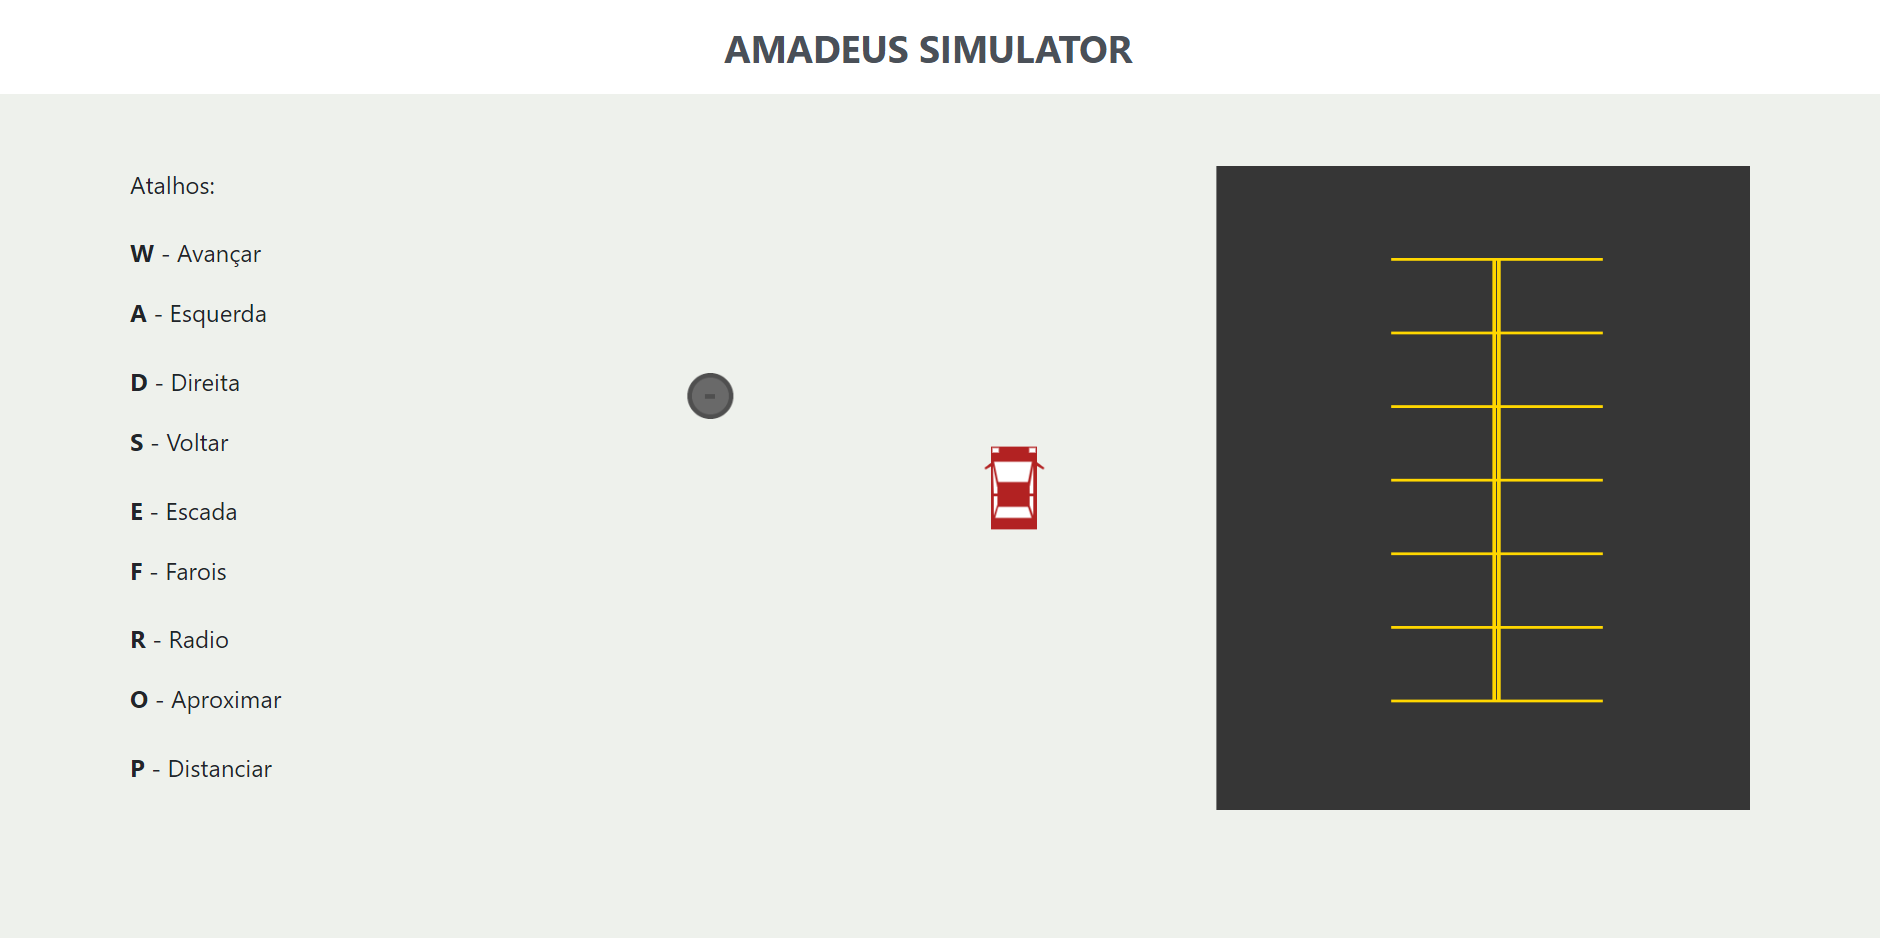 AMADEUS SIMULATOR
Atalhos:
W - Avançar
A - Esquerda
D - Direita
S - Voltar
E - Escada
F - Farois
R - Radio
O - Aproximar
P - Distanciar